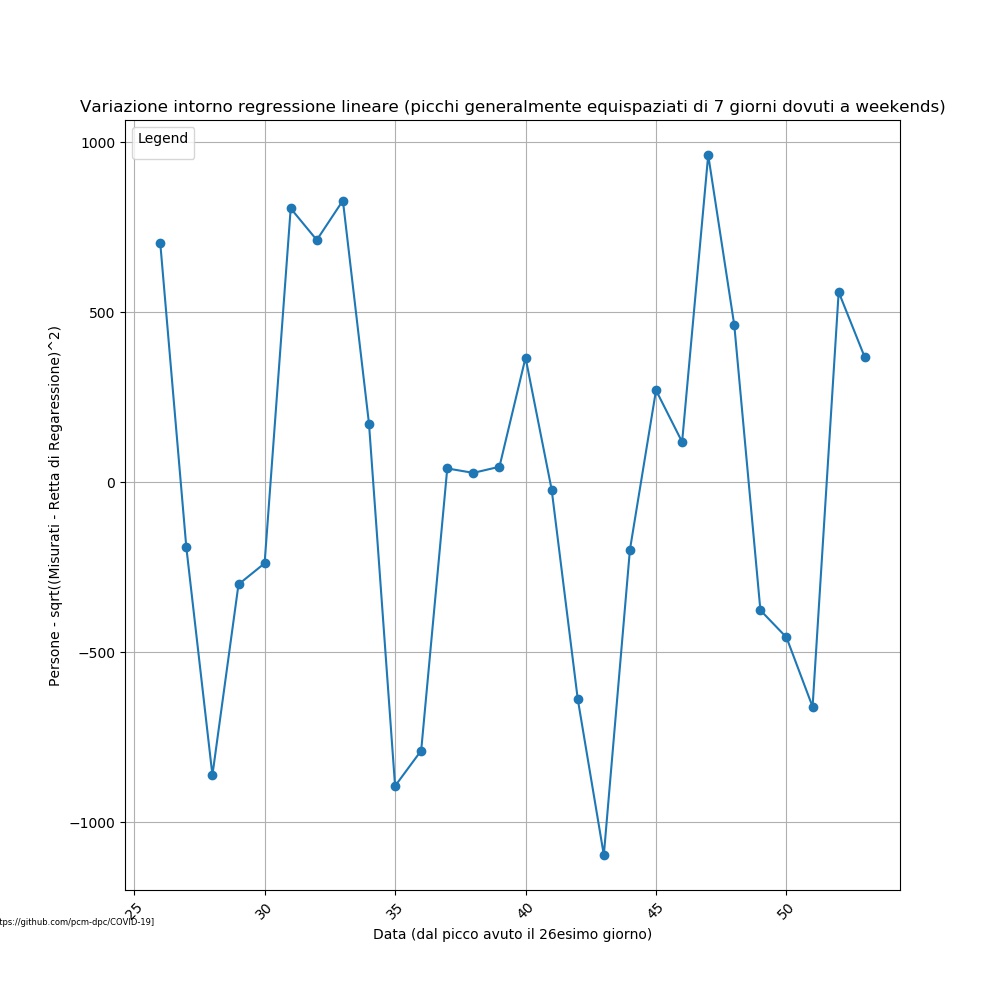 Variazione intorno regressione lineare (picchi generalmente equispaziati di 7 giorni dovuti a weekends)
Legend
1000
500
0
−500
−1000
Persone - sqrt((Misurati - Retta di Regaressione)^2)
25
30
35
40
45
50
tps://github.com/pcm-dpc/COVID-19]
Data (dal picco avuto il 26esimo giorno)